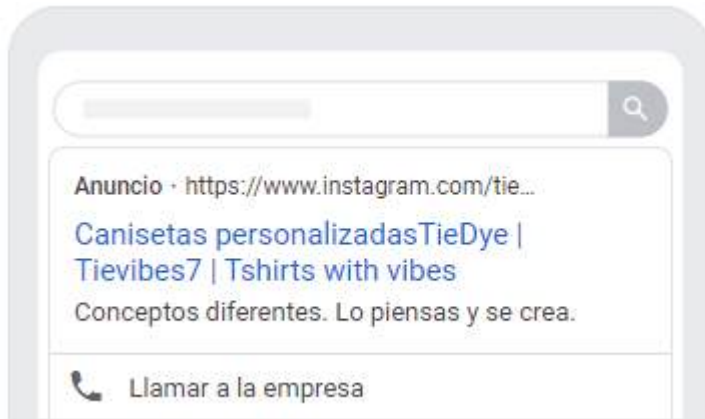 Anuncio · https://www.instagram.com/tie...
Canisetas personalizadasTieDye |
Tievibes7 | Tshirts with vibes
Conceptos diferentes. Lo piensas y se crea.
Llamar a la empresa